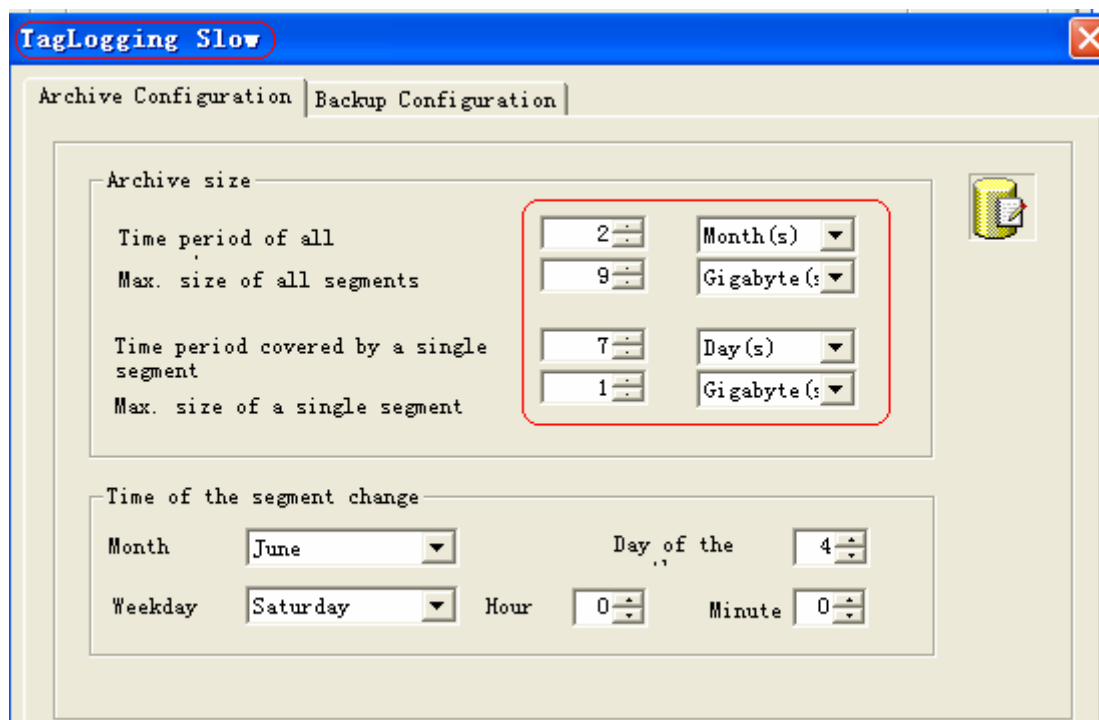 TagLogging Slow
Archive Configuration Backup Configuration
Archive size
Time period of all 2 Month(s)
Max. size of all segments 9 Gigabyte(s
Time period covered by a single 7 Day(s)
segment
Max. size of a single segment 1 Gigabyte(s
Time of the segment change
Month June Day of the 4
Weekday Saturday Hour 0 Minute 0